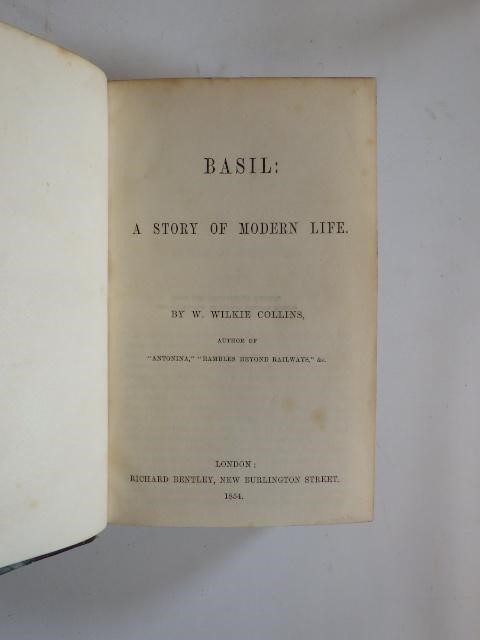 BASIL:
A STORY OF MODERN LIFE.
BY W. WILKIE COLLINS,
AUTHOR OF
"ANTONINA," "RAMBLES BEYOND RAILWAYS," &c.
LONDON:
RICHARD BENTLEY, NEW BURLINGTON STREET.
1854.